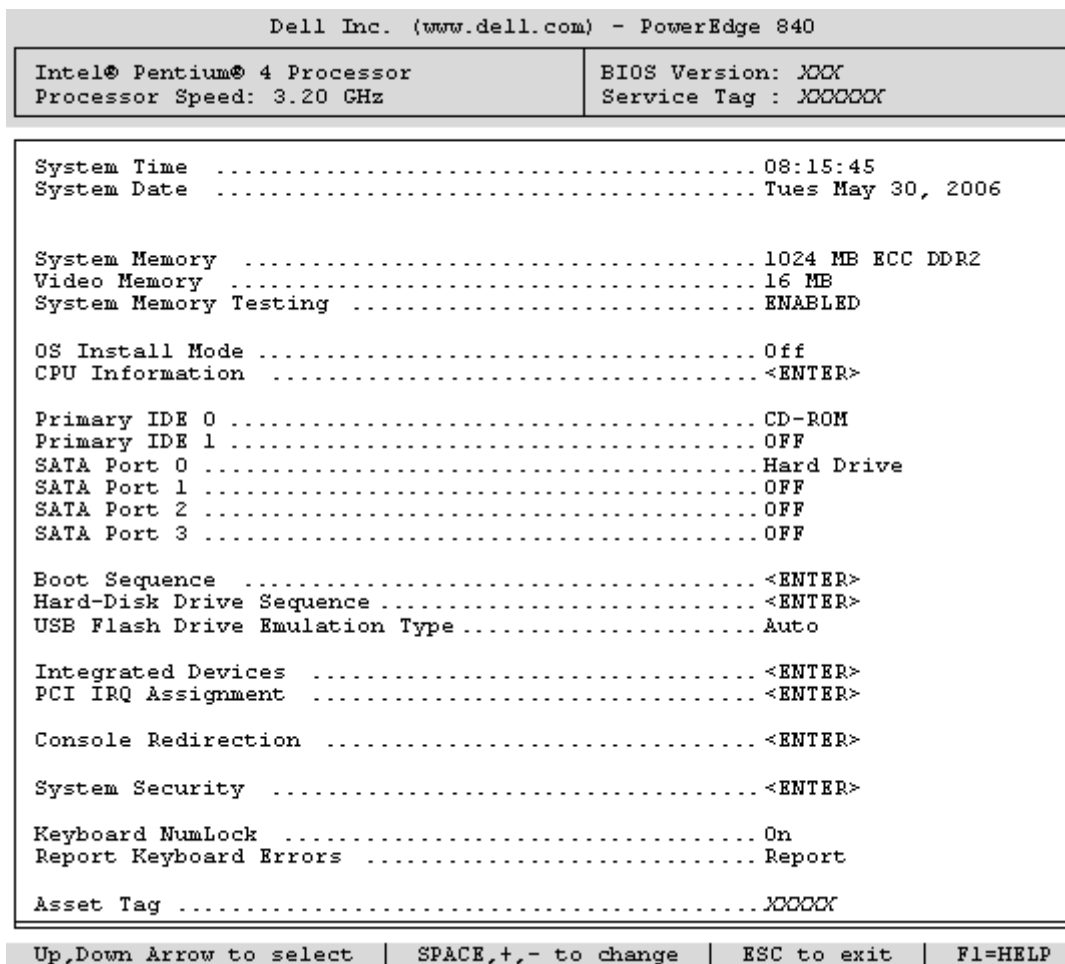 Dell Inc. (www.dell.com) - PowerEdge 840
Intel® Pentium® 4 Processor
Processor Speed: 3.20 GHz
BIOS Version: XXX
Service Tag : XXXXXX
System Time ........................................ 08:15:45
System Date ........................................ Tues May 30, 2006
System Memory ...................................... 1024 MB ECC DDR2
Video Memory ....................................... 16 MB
System Memory Testing .............................. ENABLED
OS Install Mode ..................................... Off
CPU Information .................................... <ENTER>
Primary IDE 0 ....................................... CD-ROM
Primary IDE 1 ....................................... OFF
SATA Port 0 ......................................... Hard Drive
SATA Port 1 ......................................... OFF
SATA Port 2 ......................................... OFF
SATA Port 3 ......................................... OFF
Boot Sequence ...................................... <ENTER>
Hard-Disk Drive Sequence ............................ <ENTER>
USB Flash Drive Emulation Type ...................... Auto
Integrated Devices ................................. <ENTER>
PCI IRQ Assignment ................................. <ENTER>
Console Redirection ................................ <ENTER>
System Security .................................... <ENTER>
Keyboard NumLock ................................... On
Report Keyboard Errors ............................. Report
Asset Tag ........................................... XXXXX
Up,Down Arrow to select | SPACE,+,- to change | ESC to exit | F1=HELP